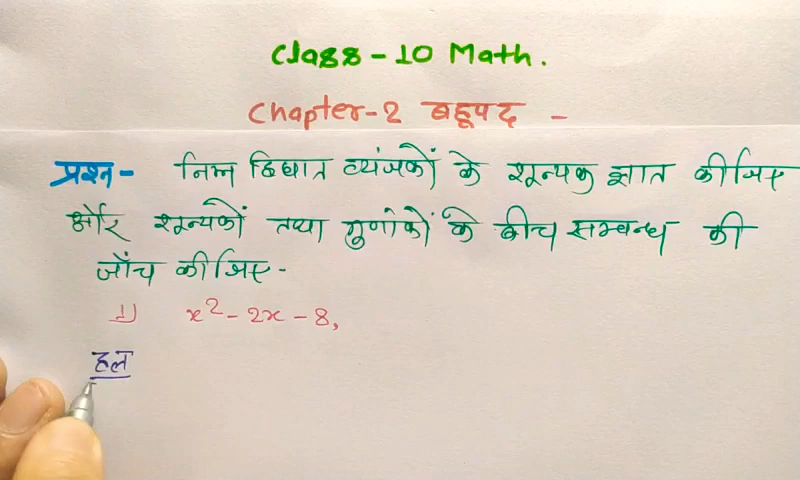 Class - 10 Math.
Chapter-2 बहूपद -
प्रश्न- निम्न द्विघात व्यंजकों के शून्यक ज्ञात कीजिए
और शून्यकों तथा गुणांकों के बीच सम्बन्ध की
जाँच कीजिए -
1) x² - 2x - 8,
हल